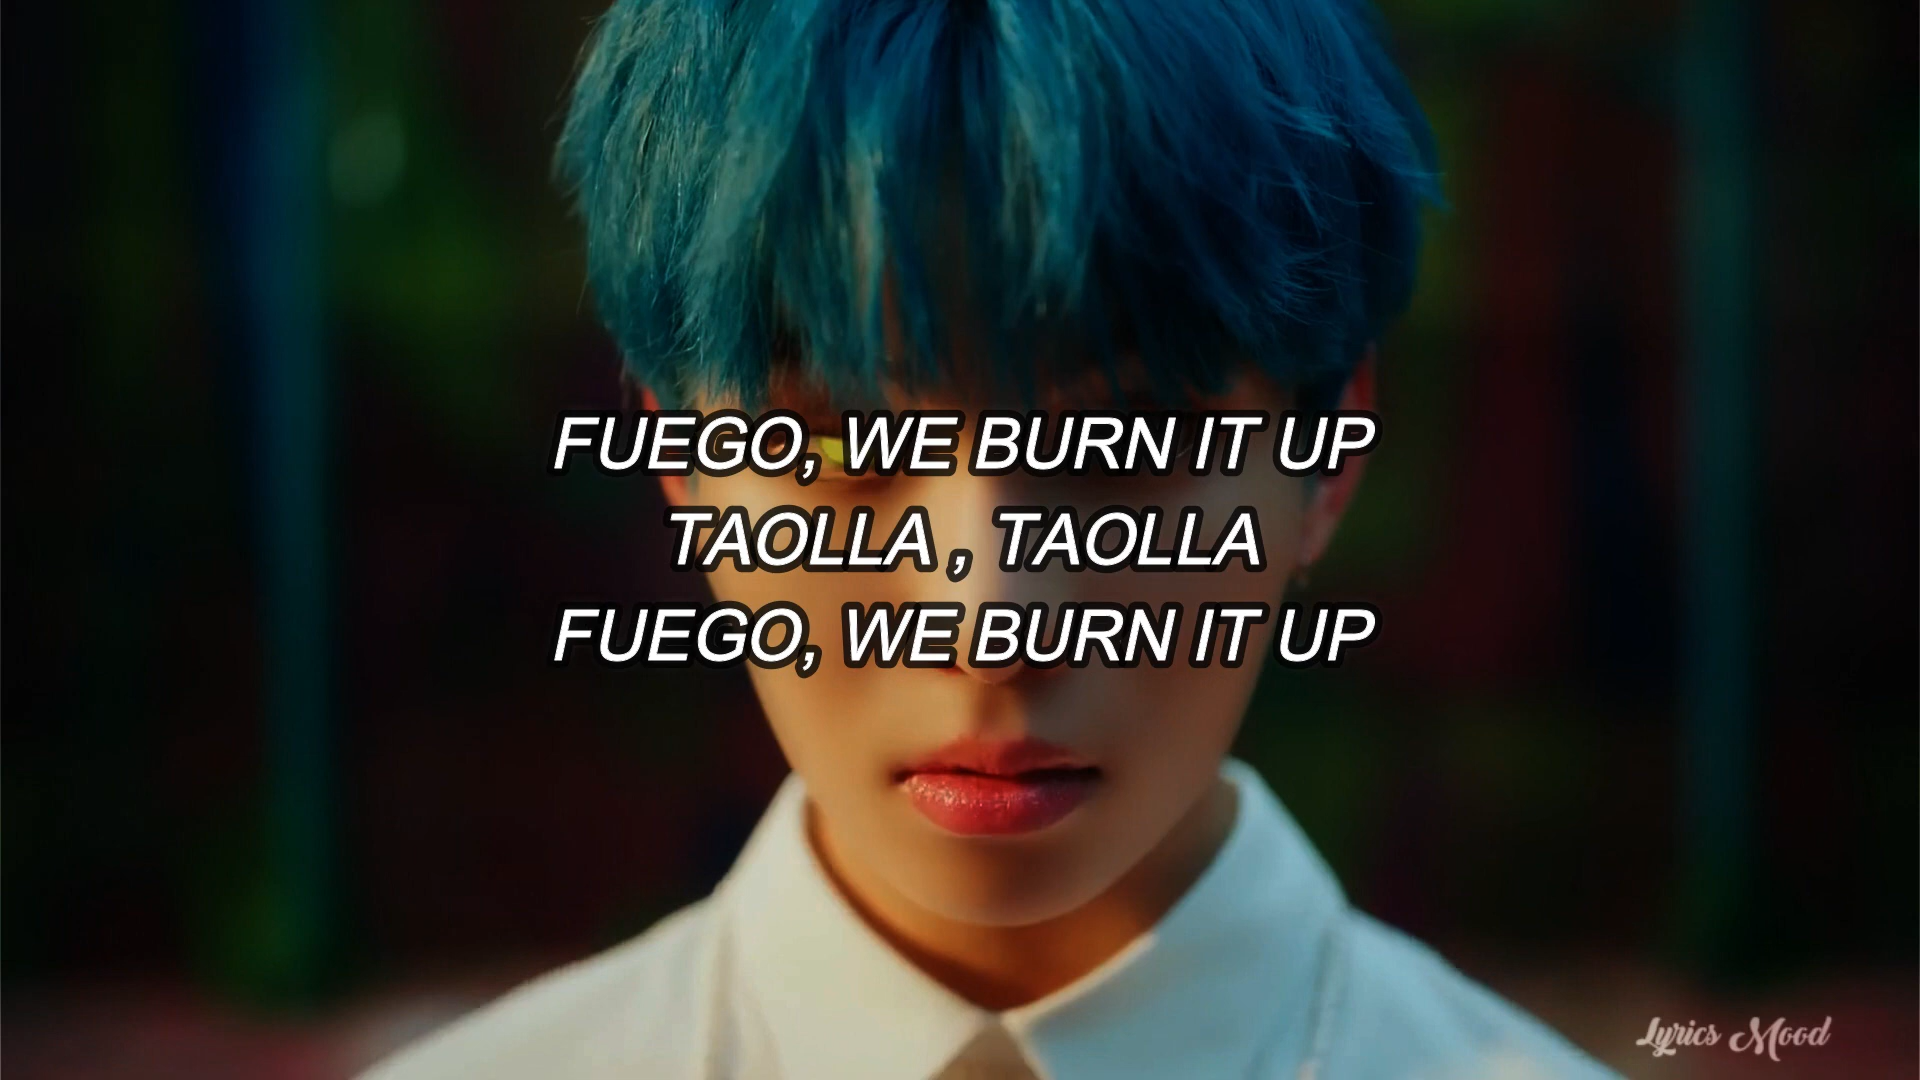 FUEGO, WE BURN IT UP
TAOLLA , TAOLLA
FUEGO, WE BURN IT UP
Lyrics Mood